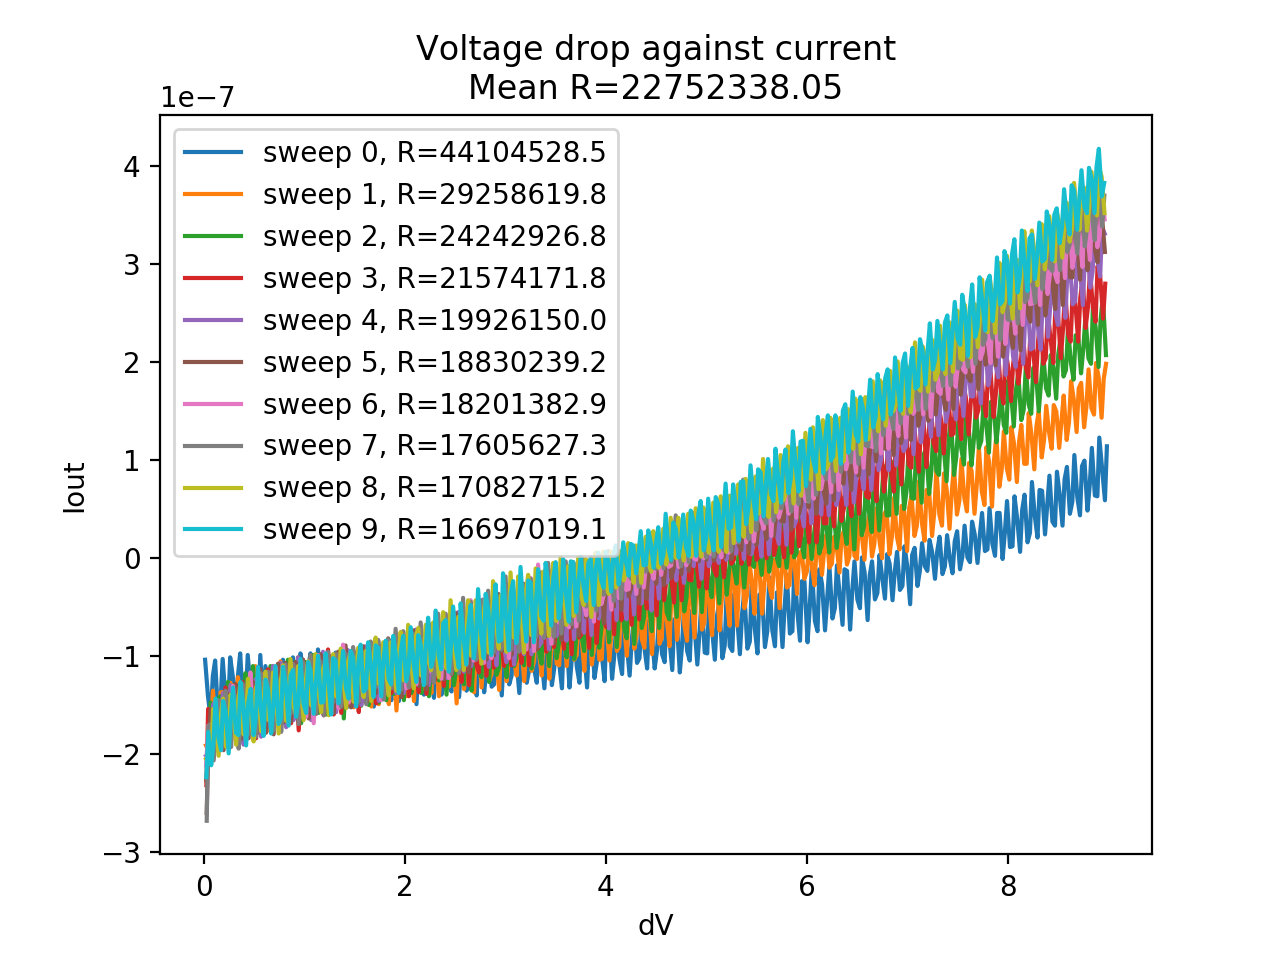 Voltage drop against current
Mean R=22752338.05
1e−7
sweep 0, R=44104528.5
sweep 1, R=29258619.8
sweep 2, R=24242926.8
sweep 3, R=21574171.8
sweep 4, R=19926150.0
sweep 5, R=18830239.2
sweep 6, R=18201382.9
sweep 7, R=17605627.3
sweep 8, R=17082715.2
sweep 9, R=16697019.1
4
3
2
1
0
−1
−2
−3
Iout
0 2 4 6 8
dV